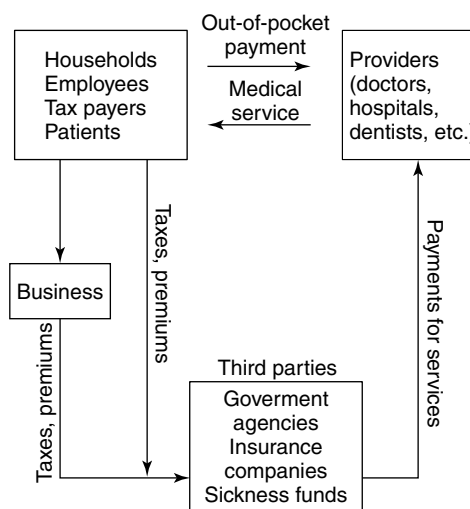 Out-of-pocket
payment
Households
Employees
Tax payers
Patients
Medical
service
Providers
(doctors,
hospitals,
dentists, etc.)
Business
Taxes, premiums
Taxes, premiums
Payments for services
Third parties
Goverment
agencies
Insurance
companies
Sickness funds